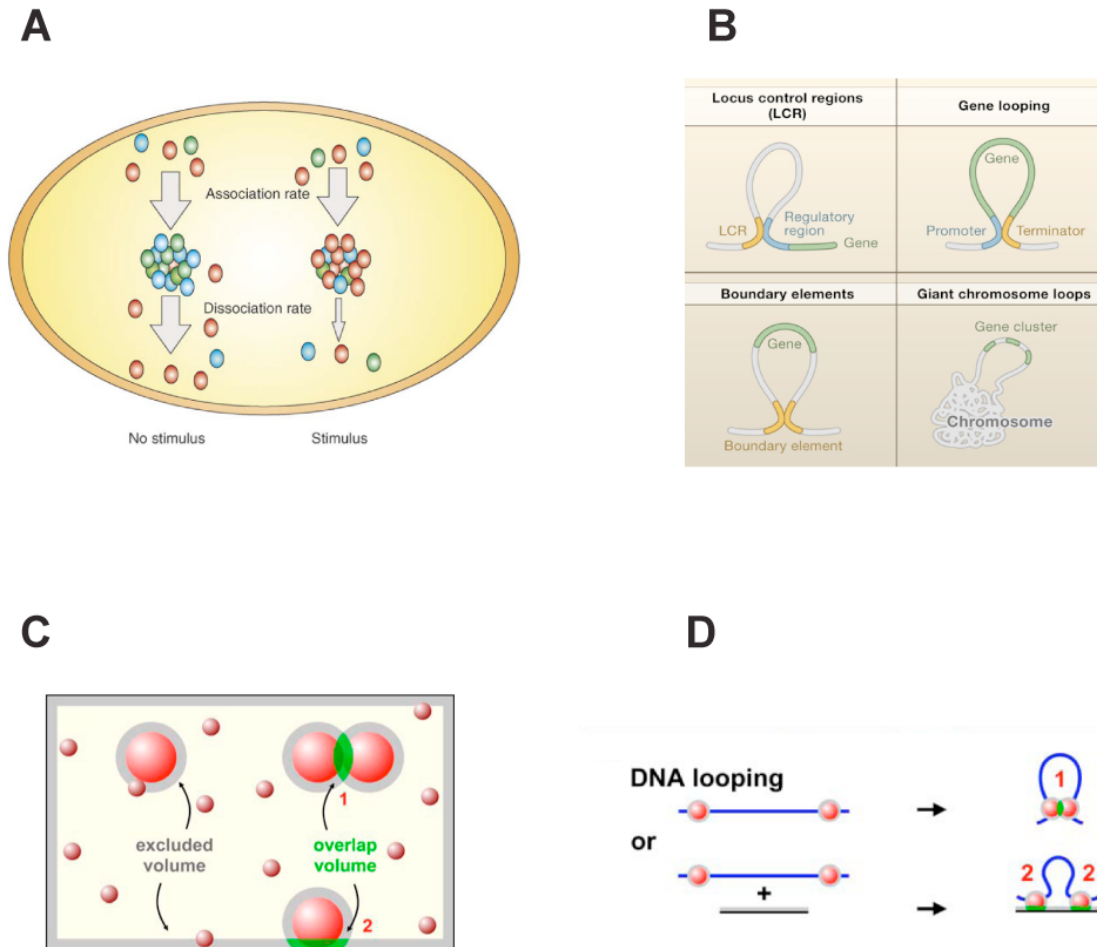 A
B
Association rate
Dissociation rate
No stimulus
Stimulus
Locus control regions
(LCR)
Gene looping
LCR
Regulatory
region
Gene
Gene
Promoter
Terminator
Boundary elements
Giant chromosome loops
Gene
Boundary element
Gene cluster
Chromosome
C
D
excluded
volume
1
overlap
volume
2
DNA looping
1
or
+
2
2